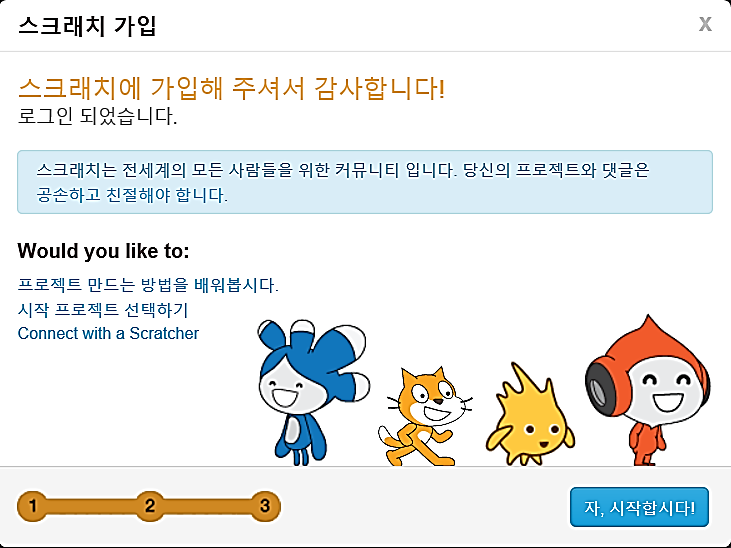 스크래치 가입
X
스크래치에 가입해 주셔서 감사합니다!
로그인 되었습니다.
스크래치는 전세계의 모든 사람들을 위한 커뮤니티 입니다. 당신의 프로젝트와 댓글은
공손하고 친절해야 합니다.
Would you like to:
프로젝트 만드는 방법을 배워봅시다.
시작 프로젝트 선택하기
Connect with a Scratcher
1 2 3
자, 시작합시다!